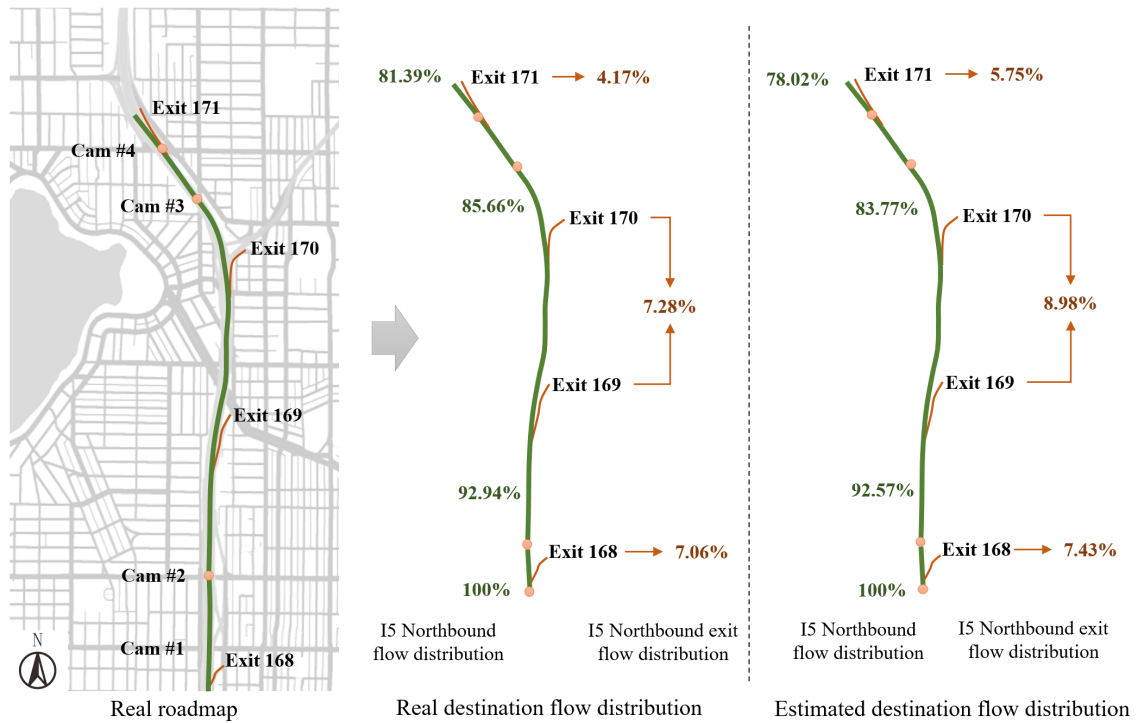 Exit 171
Cam #4
Cam #3
Exit 170
Exit 169
Cam #2
Cam #1
Exit 168
N
Real roadmap
81.39%
Exit 171
4.17%
85.66%
Exit 170
7.28%
Exit 169
92.94%
Exit 168
7.06%
100%
I5 Northbound
flow distribution
I5 Northbound exit
flow distribution
Real destination flow distribution
78.02%
Exit 171
5.75%
83.77%
Exit 170
8.98%
Exit 169
92.57%
Exit 168
7.43%
100%
I5 Northbound
flow distribution
I5 Northbound exit
flow distribution
Estimated destination flow distribution